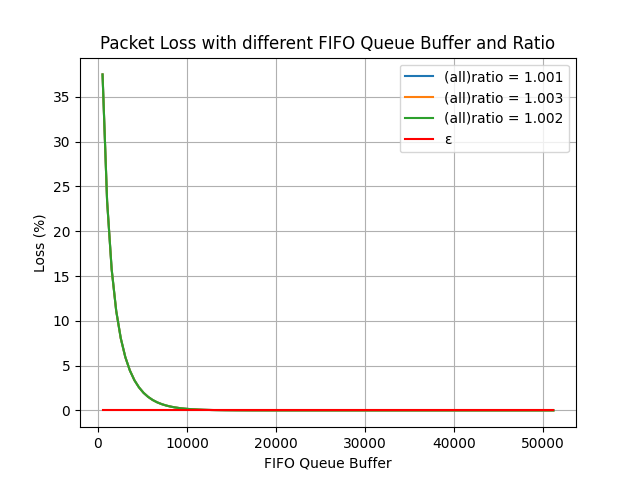 Packet Loss with different FIFO Queue Buffer and Ratio
(all)ratio = 1.001
(all)ratio = 1.003
(all)ratio = 1.002
ε
Loss (%)
35
30
25
20
15
10
5
0
0 10000 20000 30000 40000 50000
FIFO Queue Buffer